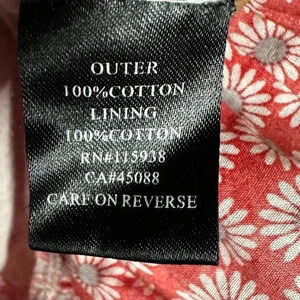 OUTER
100%COTTON
LINING
100%COTTON
RN#115938
CA#45088
CARE ON REVERSE